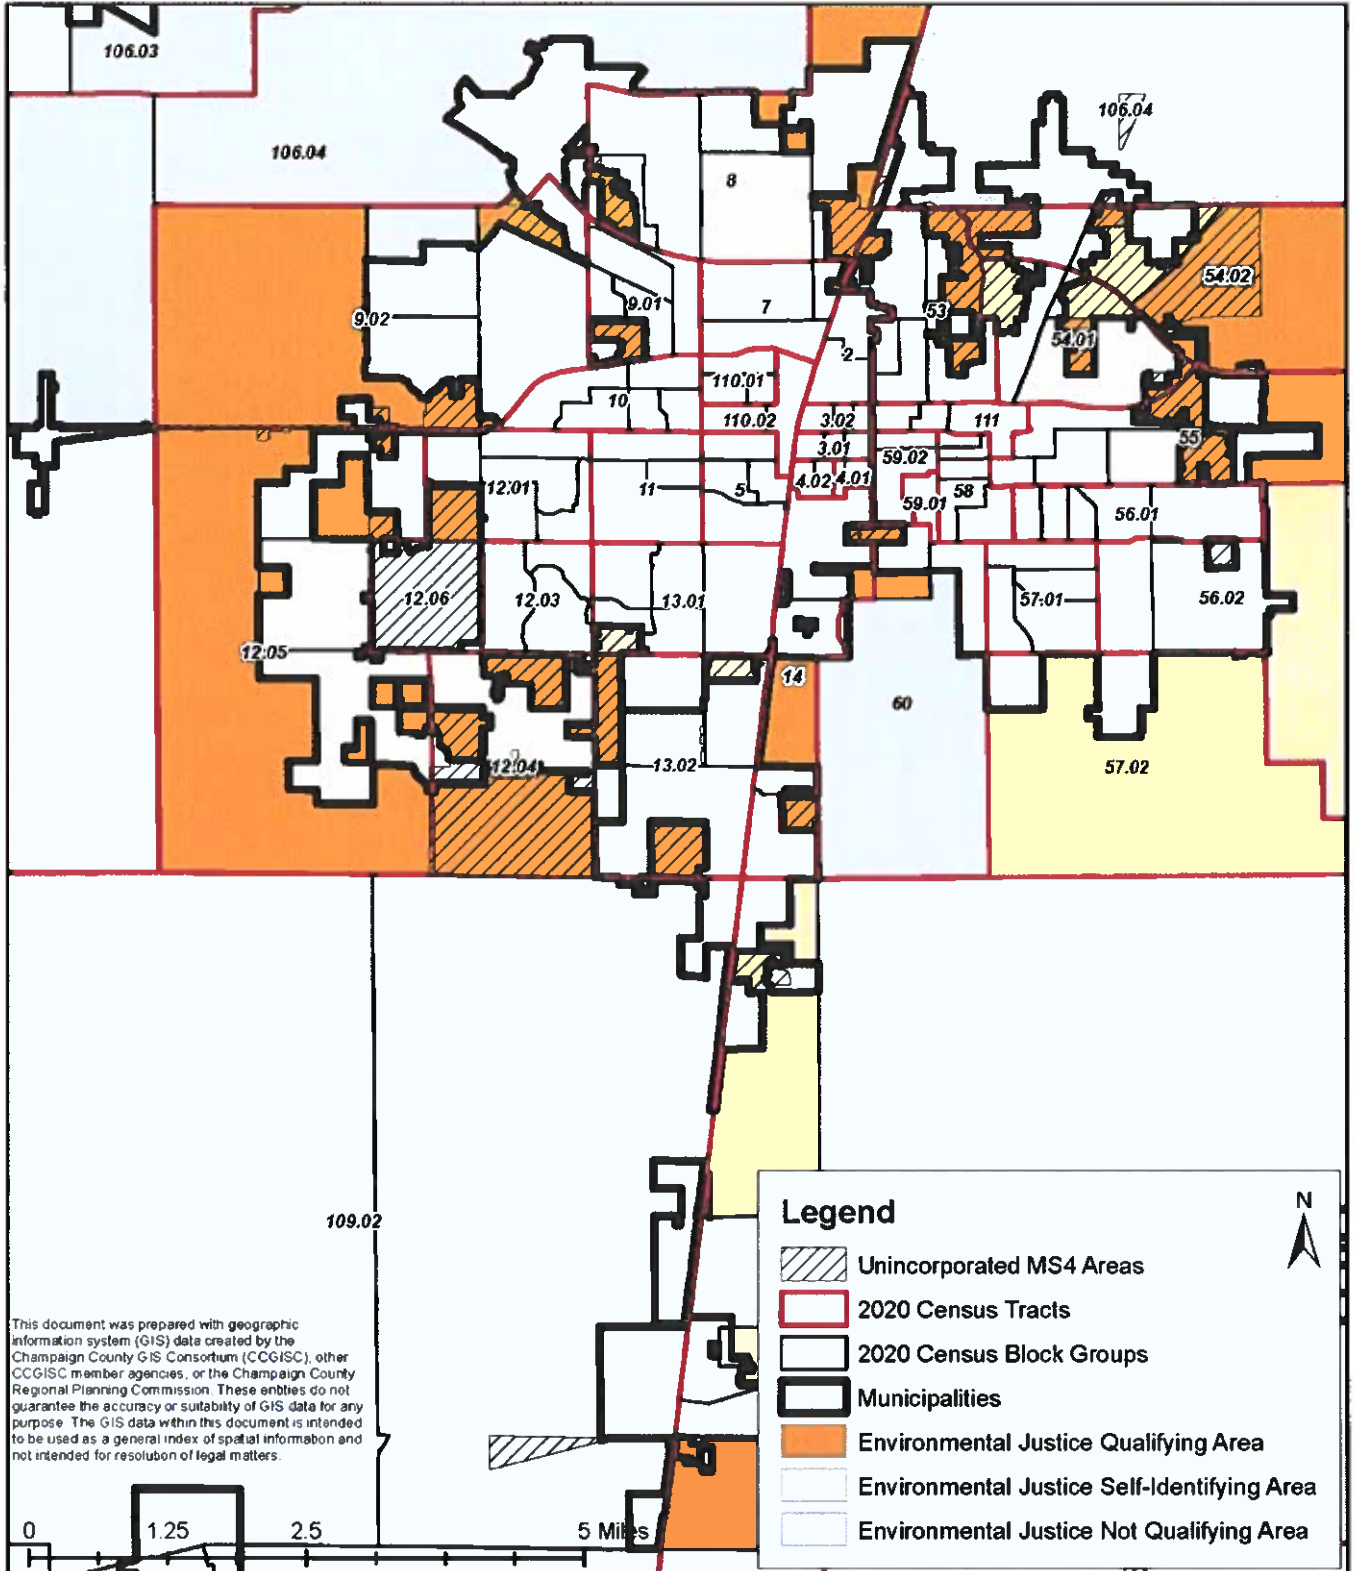 106.03
106.04
106.04
8
54.02
9.01
7
9.02
53
54.01
2
110.01
10
110.02
3.02
111
3.01
55
59.02
12.01
11
5
4.02
4.01
58
59.01
56.01
12.06
12.03
13.01
57.01
56.02
12.05
14
60
12.04
13.02
57.02
109.02
Legend
N
Unincorporated MS4 Areas
2020 Census Tracts
2020 Census Block Groups
Municipalities
Environmental Justice Qualifying Area
Environmental Justice Self-Identifying Area
Environmental Justice Not Qualifying Area
This document was prepared with geographic
information system (GIS) data created by the
Champaign County GIS Consortium (CCGISC), other
CCGISC member agencies, or the Champaign County
Regional Planning Commission. These entities do not
guarantee the accuracy or suitability of GIS data for any
purpose. The GIS data within this document is intended
to be used as a general index of spatial information and
not intended for resolution of legal matters.
0 1.25 2.5 5 Miles